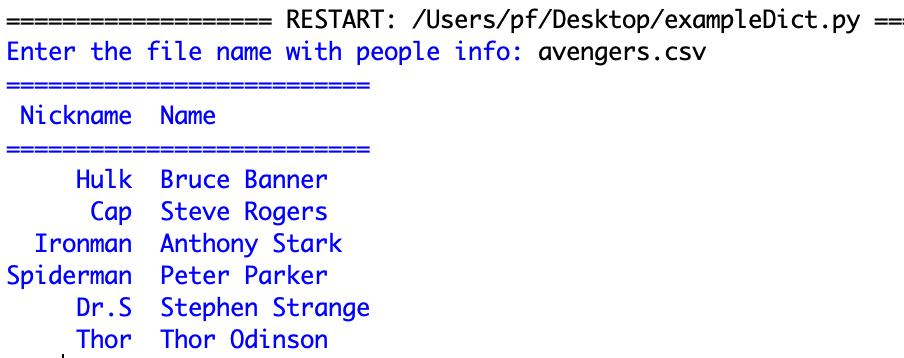 =================== RESTART: /Users/pf/Desktop/exampleDict.py ===
Enter the file name with people info: avengers.csv
==========================
Nickname  Name
==========================
Hulk  Bruce Banner
Cap  Steve Rogers
Ironman  Anthony Stark
Spiderman  Peter Parker
Dr.S  Stephen Strange
Thor  Thor Odinson